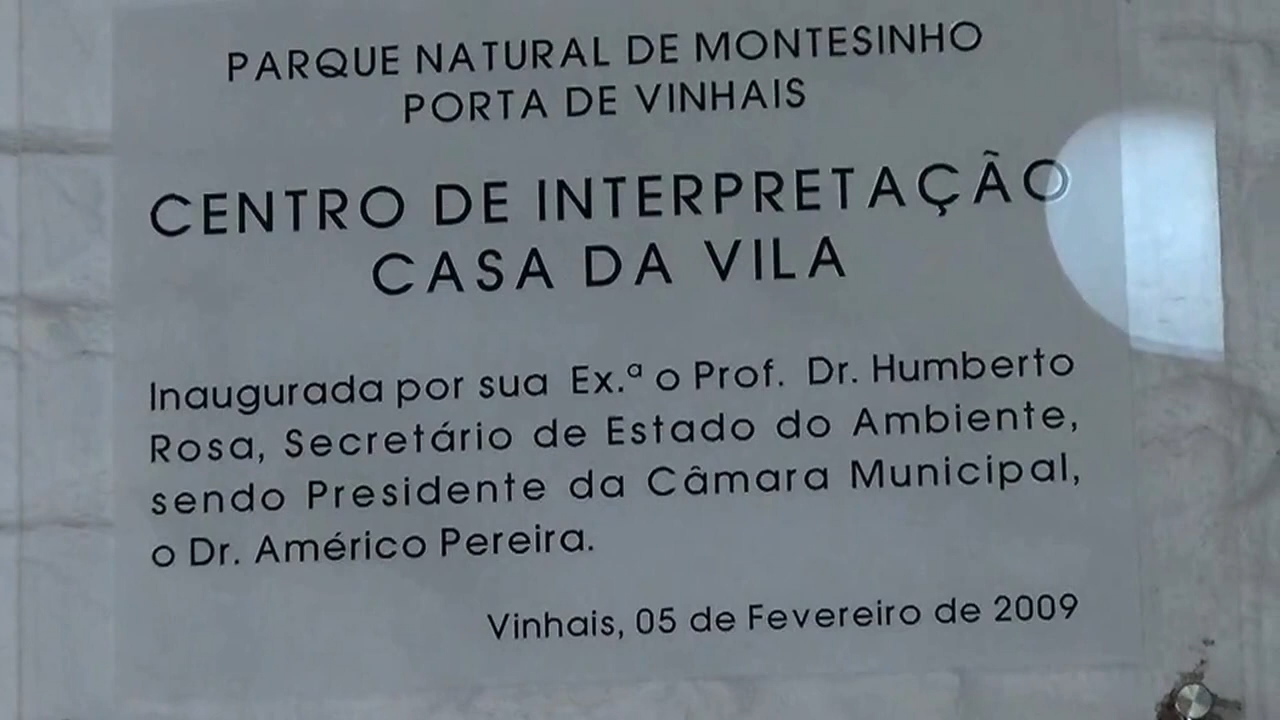 PARQUE NATURAL DE MONTESINHO
PORTA DE VINHAIS
CENTRO DE INTERPRETAÇÃO
CASA DA VILA
Inaugurada por sua Ex.ª o Prof. Dr. Humberto
Rosa, Secretário de Estado do Ambiente,
sendo Presidente da Câmara Municipal,
o Dr. Américo Pereira.
Vinhais, 05 de Fevereiro de 2009